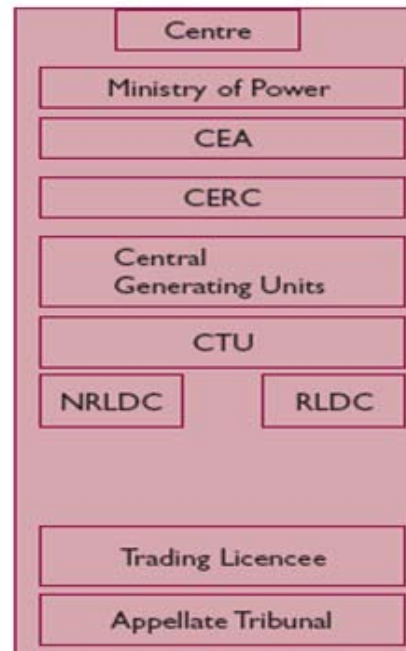 Centre
Ministry of Power
CEA
CERC
Central
Generating Units
CTU
NRLDC RLDC
Trading Licencee
Appellate Tribunal